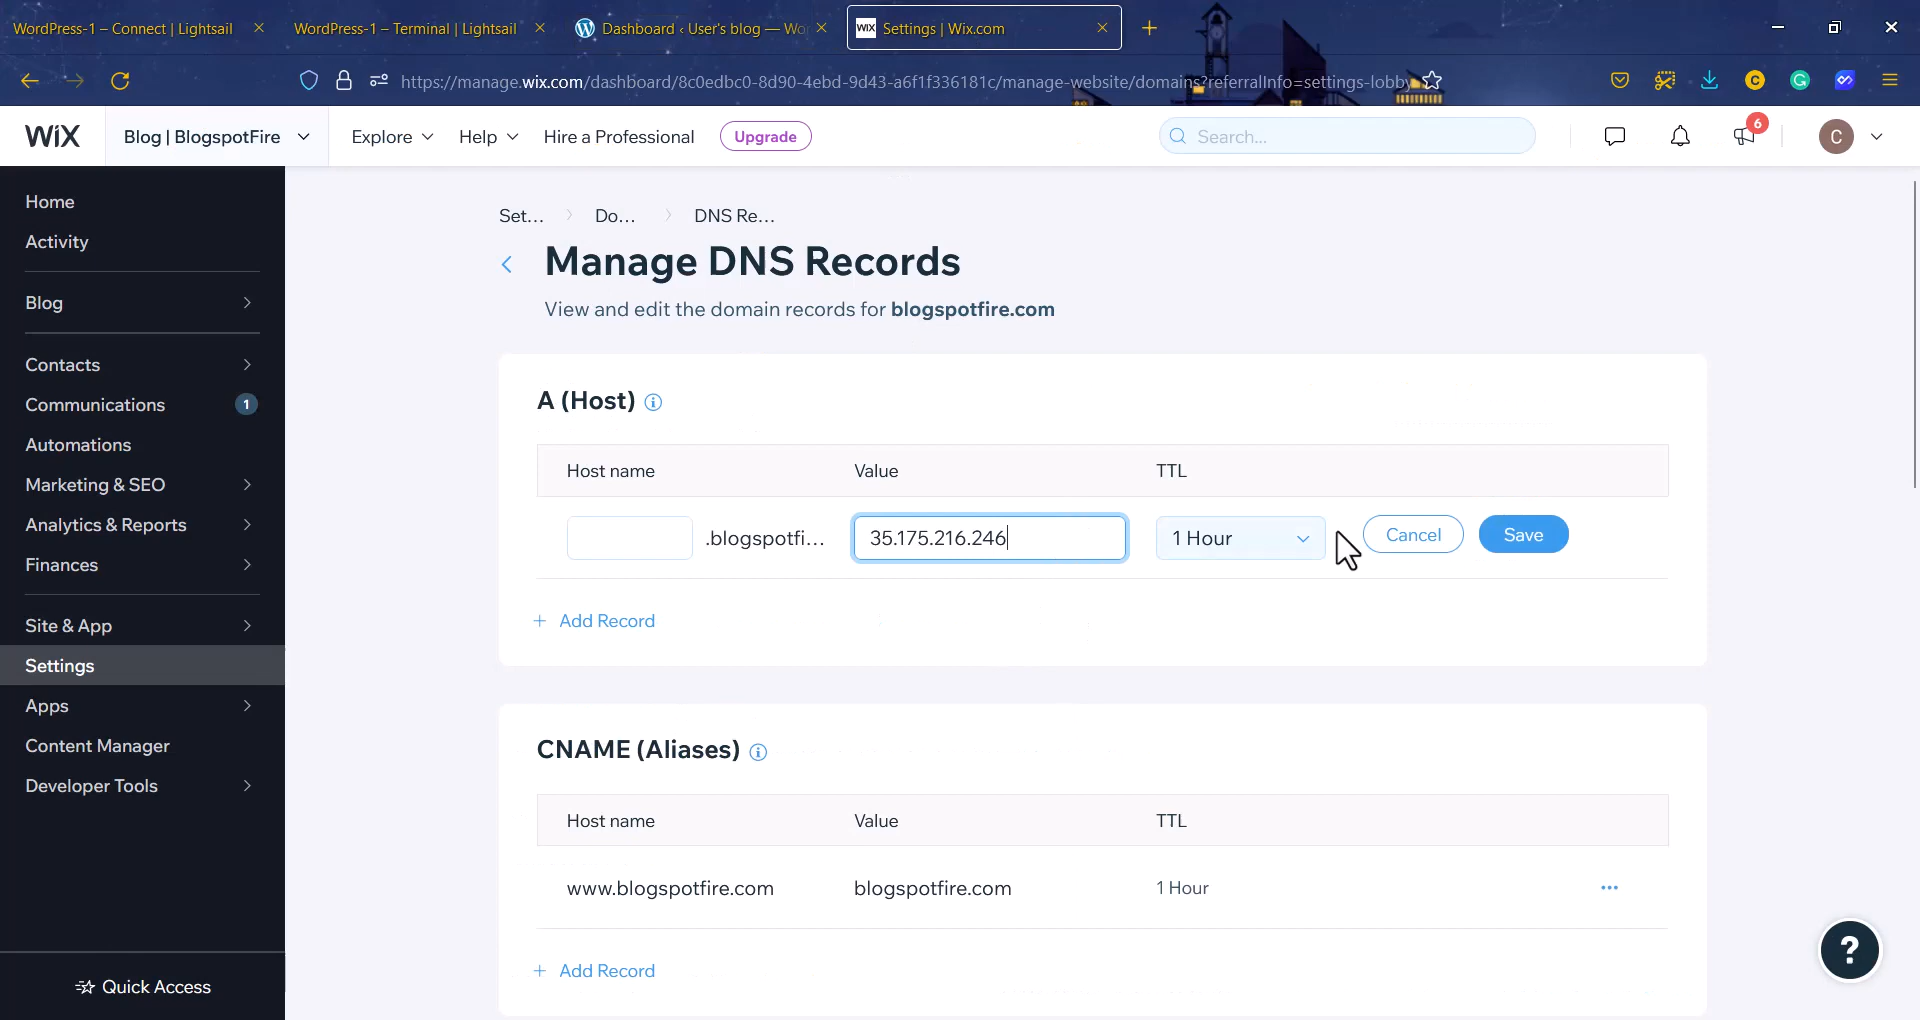 WordPress-1 – Connect | Lightsail
WordPress-1 – Terminal | Lightsail
Dashboard ‹ User's blog — Wo
WIX Settings | Wix.com
https://manage.wix.com/dashboard/8c0edbc0-8d90-4ebd-9d43-a6f1f336181c/manage-website/domains?referralInfo=settings-lobby
WiX
Blog | BlogspotFire
Explore
Help
Hire a Professional
Upgrade
Search...
6
C
Home
Activity
Blog
Contacts
Communications 1
Automations
Marketing & SEO
Analytics & Reports
Finances
Site & App
Settings
Apps
Content Manager
Developer Tools
Quick Access
Set... Do... DNS Re...
Manage DNS Records
View and edit the domain records for blogspotfire.com
A (Host)
Host name Value TTL
.blogspotfi... 35.175.216.246 1 Hour Cancel Save
+ Add Record
CNAME (Aliases)
Host name Value TTL
www.blogspotfire.com blogspotfire.com 1 Hour ...
+ Add Record
?